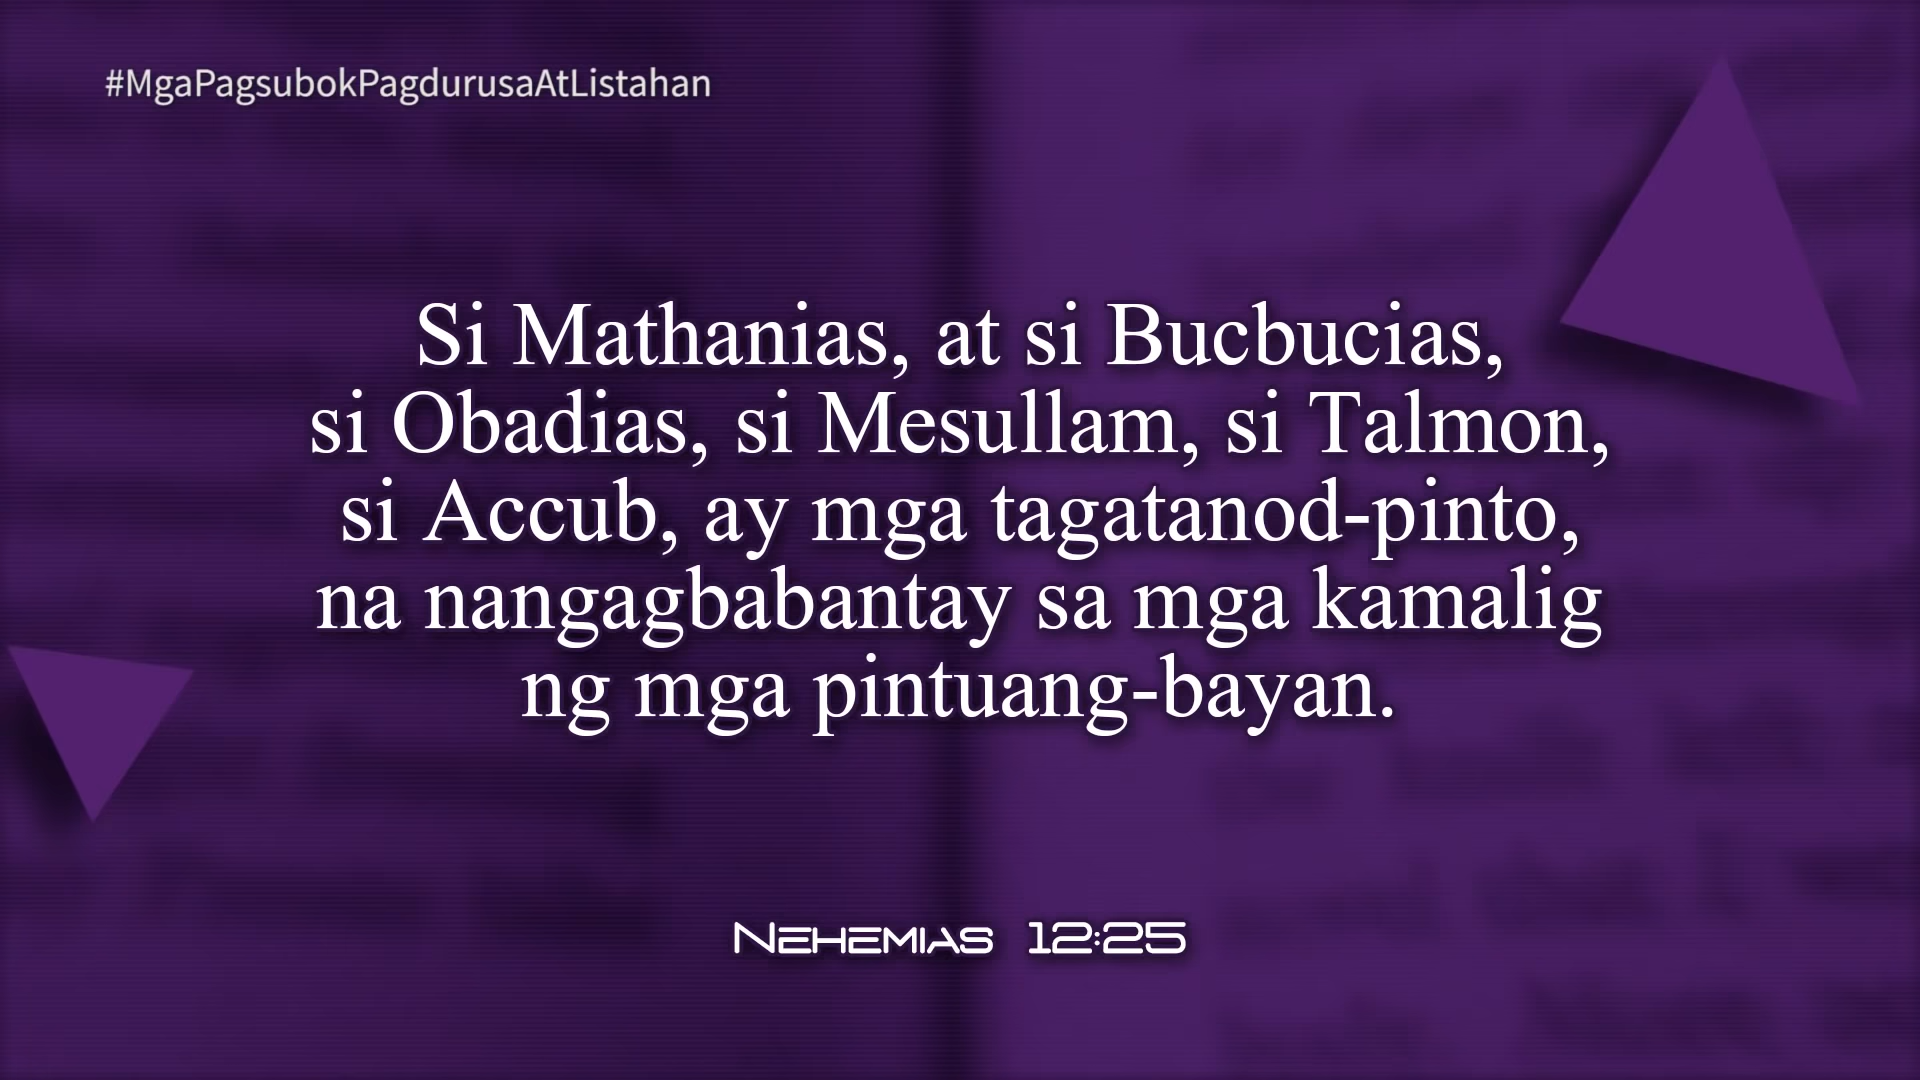 #MgaPagsubokPagdurusaAtListahan
Si Mathanias, at si Bucbucias,
si Obadias, si Mesullam, si Talmon,
si Accub, ay mga tagatanod-pinto,
na nangagbabantay sa mga kamalig
ng mga pintuang-bayan.
Nehemias 12:25